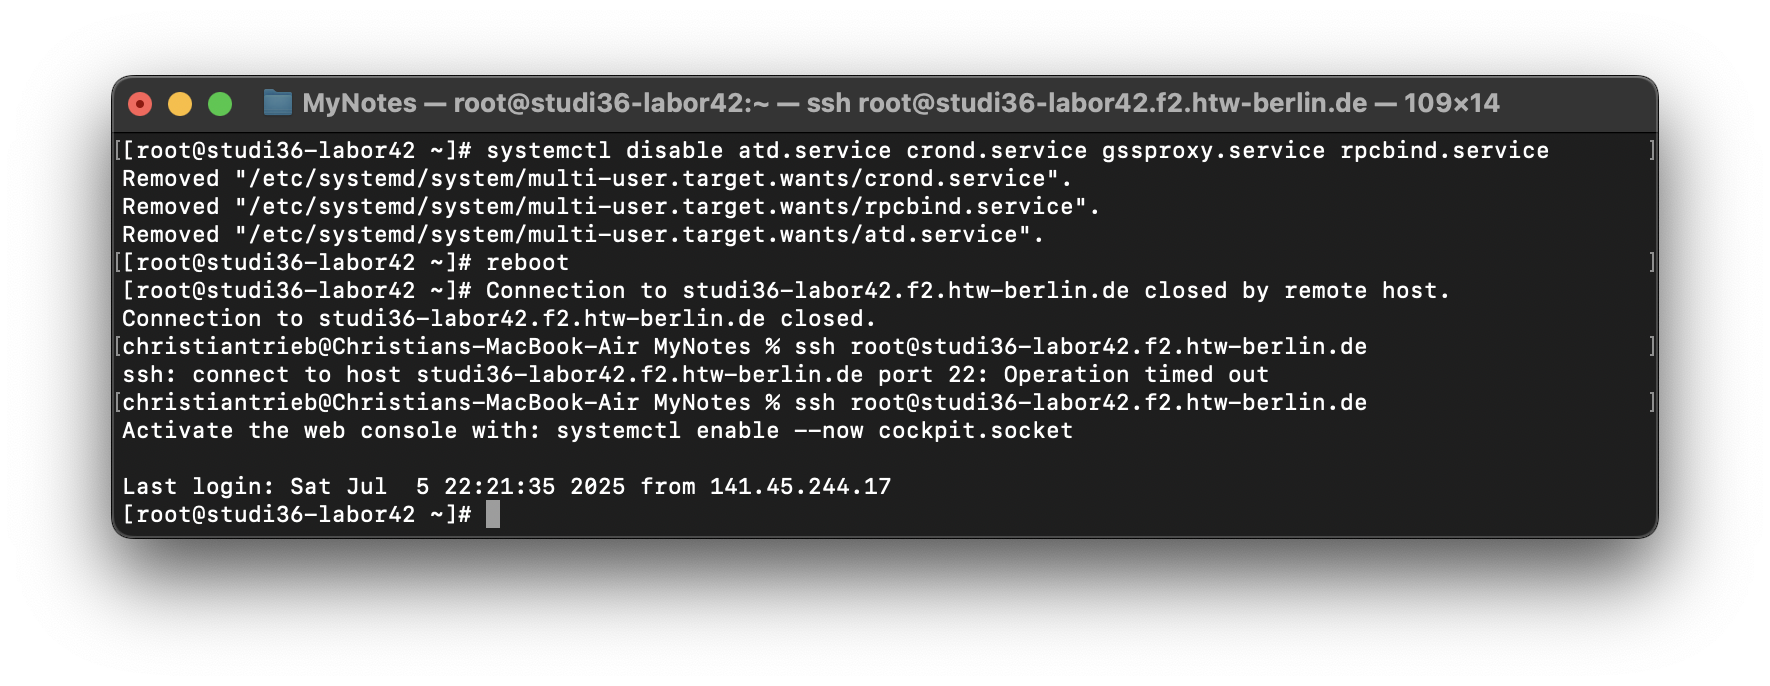 MyNotes — root@studi36-labor42:~ — ssh root@studi36-labor42.f2.htw-berlin.de — 109×14
[[root@studi36-labor42 ~]# systemctl disable atd.service crond.service gssproxy.service rpcbind.service ]
Removed "/etc/systemd/system/multi-user.target.wants/crond.service".
Removed "/etc/systemd/system/multi-user.target.wants/rpcbind.service".
Removed "/etc/systemd/system/multi-user.target.wants/atd.service".
[[root@studi36-labor42 ~]# reboot ]
[root@studi36-labor42 ~]# Connection to studi36-labor42.f2.htw-berlin.de closed by remote host.
Connection to studi36-labor42.f2.htw-berlin.de closed.
[christiantrieb@Christians-MacBook-Air MyNotes % ssh root@studi36-labor42.f2.htw-berlin.de ]
ssh: connect to host studi36-labor42.f2.htw-berlin.de port 22: Operation timed out
[christiantrieb@Christians-MacBook-Air MyNotes % ssh root@studi36-labor42.f2.htw-berlin.de ]
Activate the web console with: systemctl enable --now cockpit.socket

Last login: Sat Jul  5 22:21:35 2025 from 141.45.244.17
[root@studi36-labor42 ~]#